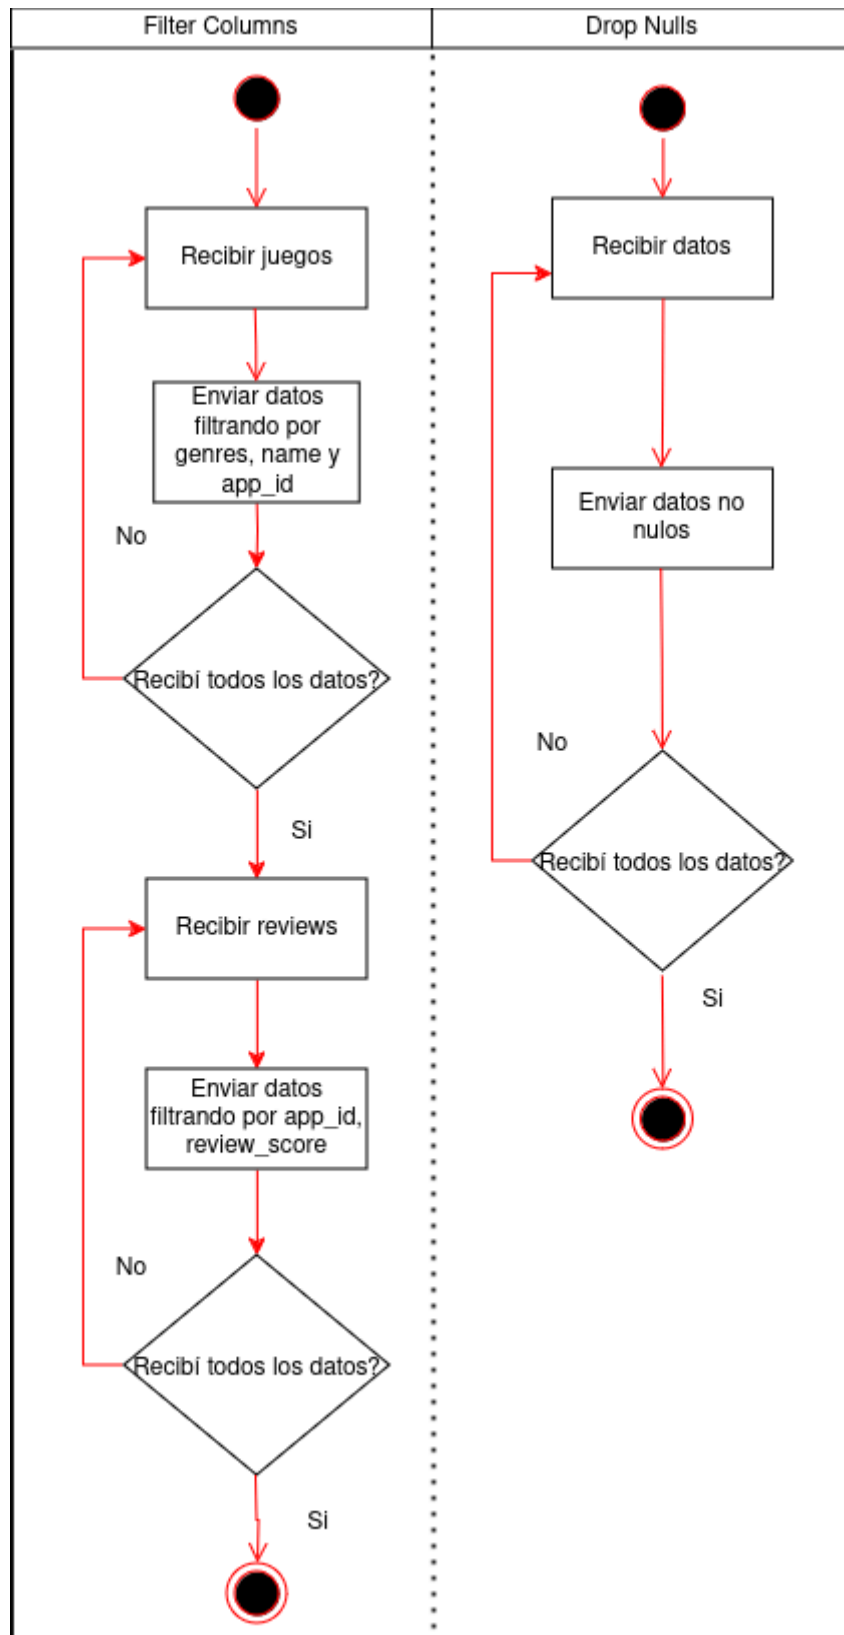 Filter Columns
Drop Nulls
Recibir juegos
Enviar datos
filtrando por
genres, name y
app_id
No
Recibí todos los datos?
Si
Recibir reviews
Enviar datos
filtrando por app_id,
review_score
No
Recibí todos los datos?
Si
Recibir datos
Enviar datos no
nulos
No
Recibí todos los datos?
Si